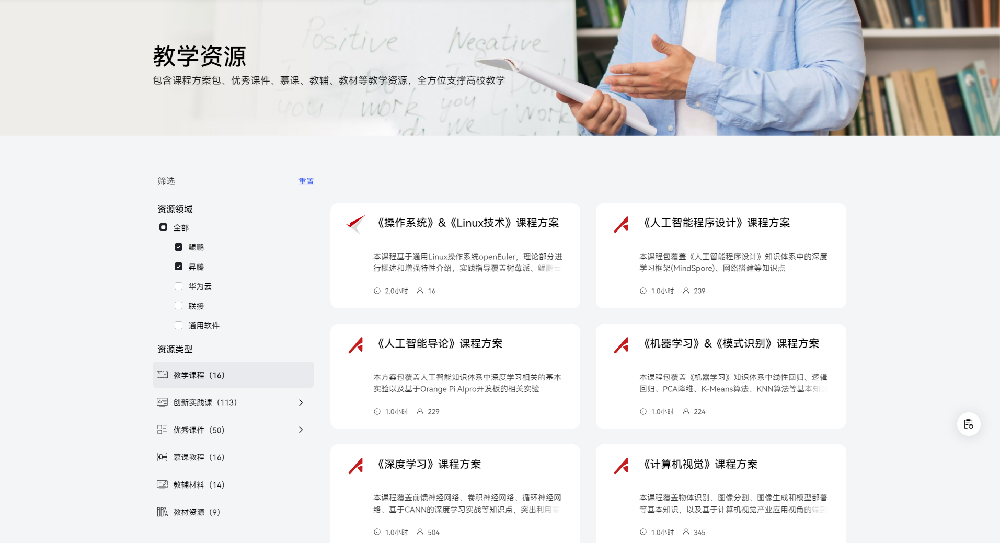 Positive Negative
教学资源
包含课程方案包、优秀课件、慕课、教辅、教材等教学资源，全方位支撑高校教学
I Do I Don't
you work you work
we
筛选
重置
资源领域
全部
鲲鹏
昇腾
华为云
联接
通用软件
资源类型
教学课程（16）
创新实践课（113）
优秀课件（50）
慕课教程（16）
教辅材料（14）
教材资源（9）
《操作系统》&《Linux技术》课程方案
本课程基于通用Linux操作系统openEuler，理论部分进
行概述和增强特性介绍，实践指导覆盖树莓派、鲲鹏云
2.0小时 16
《人工智能程序设计》课程方案
本课程包覆盖《人工智能程序设计》知识体系中的深度
学习框架(MindSpore)、网络搭建等知识点
1.0小时 239
《人工智能导论》课程方案
本方案包覆盖人工智能知识体系中深度学习相关的基本
实验以及基于Orange Pi AIpro开发板的相关实验
1.0小时 229
《机器学习》&《模式识别》课程方案
本课程包覆盖《机器学习》知识体系中线性回归、逻辑
回归、PCA降维、K-Means算法、KNN算法等基本知识
1.0小时 224
《深度学习》课程方案
本课程覆盖前馈神经网络、卷积神经网络、循环神经网
络、基于CANN的深度学习实战等知识点，突出利用端
1.0小时 504
《计算机视觉》课程方案
本课程覆盖物体识别、图像分割、图像生成和模型部署
等基本知识，以及基于计算机视觉产业应用视角的端到
1.0小时 345